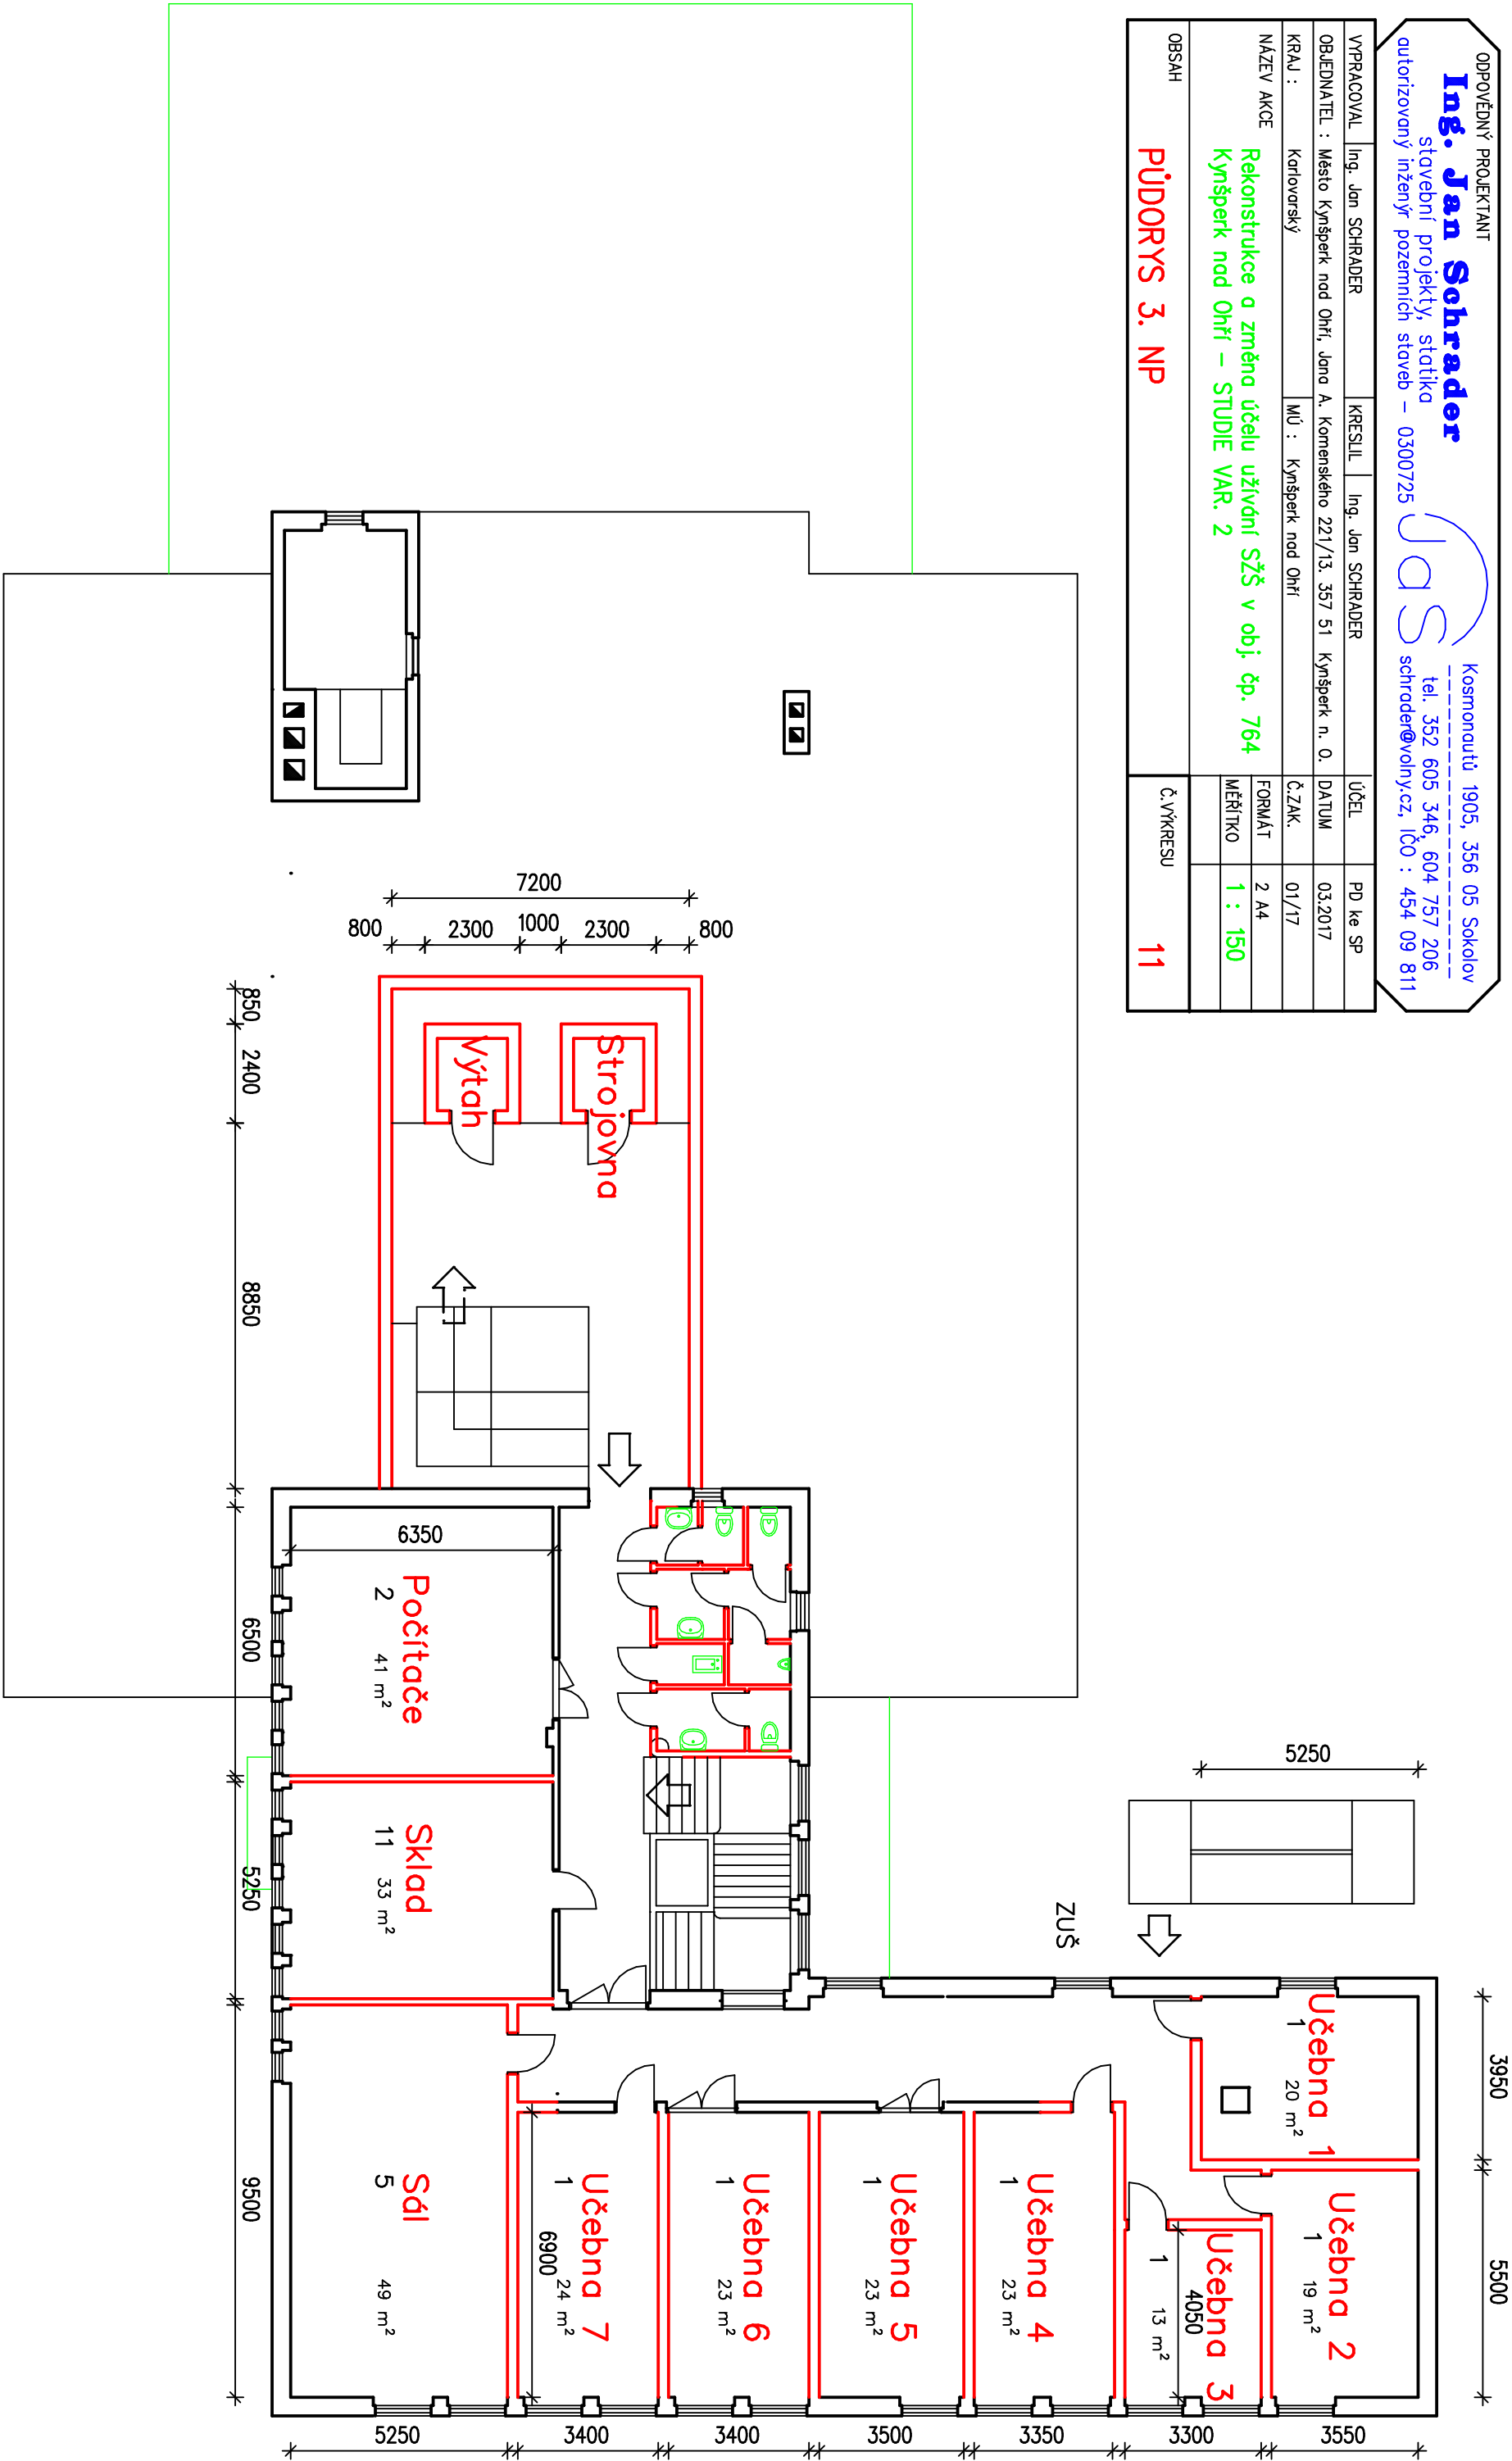 ODPOVĚDNÝ PROJEKTANT
Ing. Jan Schrader
stavební projekty, statika
autorizovaný inženýr pozemních staveb – 0300725
JaS
Kosmonautů 1905, 356 05 Sokolov
tel. 352 605 346, 604 757 206
schrader@volny.cz, IČO : 454 09 811
VYPRACOVAL Ing. Jan SCHRADER KRESLIL Ing. Jan SCHRADER ÚČEL PD ke SP
OBJEDNATEL : Město Kynšperk nad Ohří, Jana A. Komenského 221/13. 357 51 Kynšperk n. O. DATUM 03.2017
KRAJ : Karlovarský MÚ : Kynšperk nad Ohří Č.ZAK. 01/17
NÁZEV AKCE FORMÁT 2 A4
Rekonstrukce a změna účelu užívání SZŠ v obj. čp. 764
Kynšperk nad Ohří – STUDIE VAR. 2
MĚŘÍTKO 1 : 150
OBSAH
PŮDORYS 3. NP
Č.VÝKRESU
11
7200
800 2300 1000 2300 800
850
2400
8850
6500
5250
9500
Výtah
Strojovna
6350
Počítače
2
41 m²
Sklad
11
33 m²
Sál
5
49 m²
5250
ZUŠ
Učebna 1
1
20 m²
Učebna 2
1
19 m²
Učebna 3
1
13 m²
4050
Učebna 4
1
23 m²
Učebna 5
1
23 m²
Učebna 6
1
23 m²
Učebna 7
1
24 m²
6900
3950
5500
5250 3400 3400 3500 3350 3300 3550